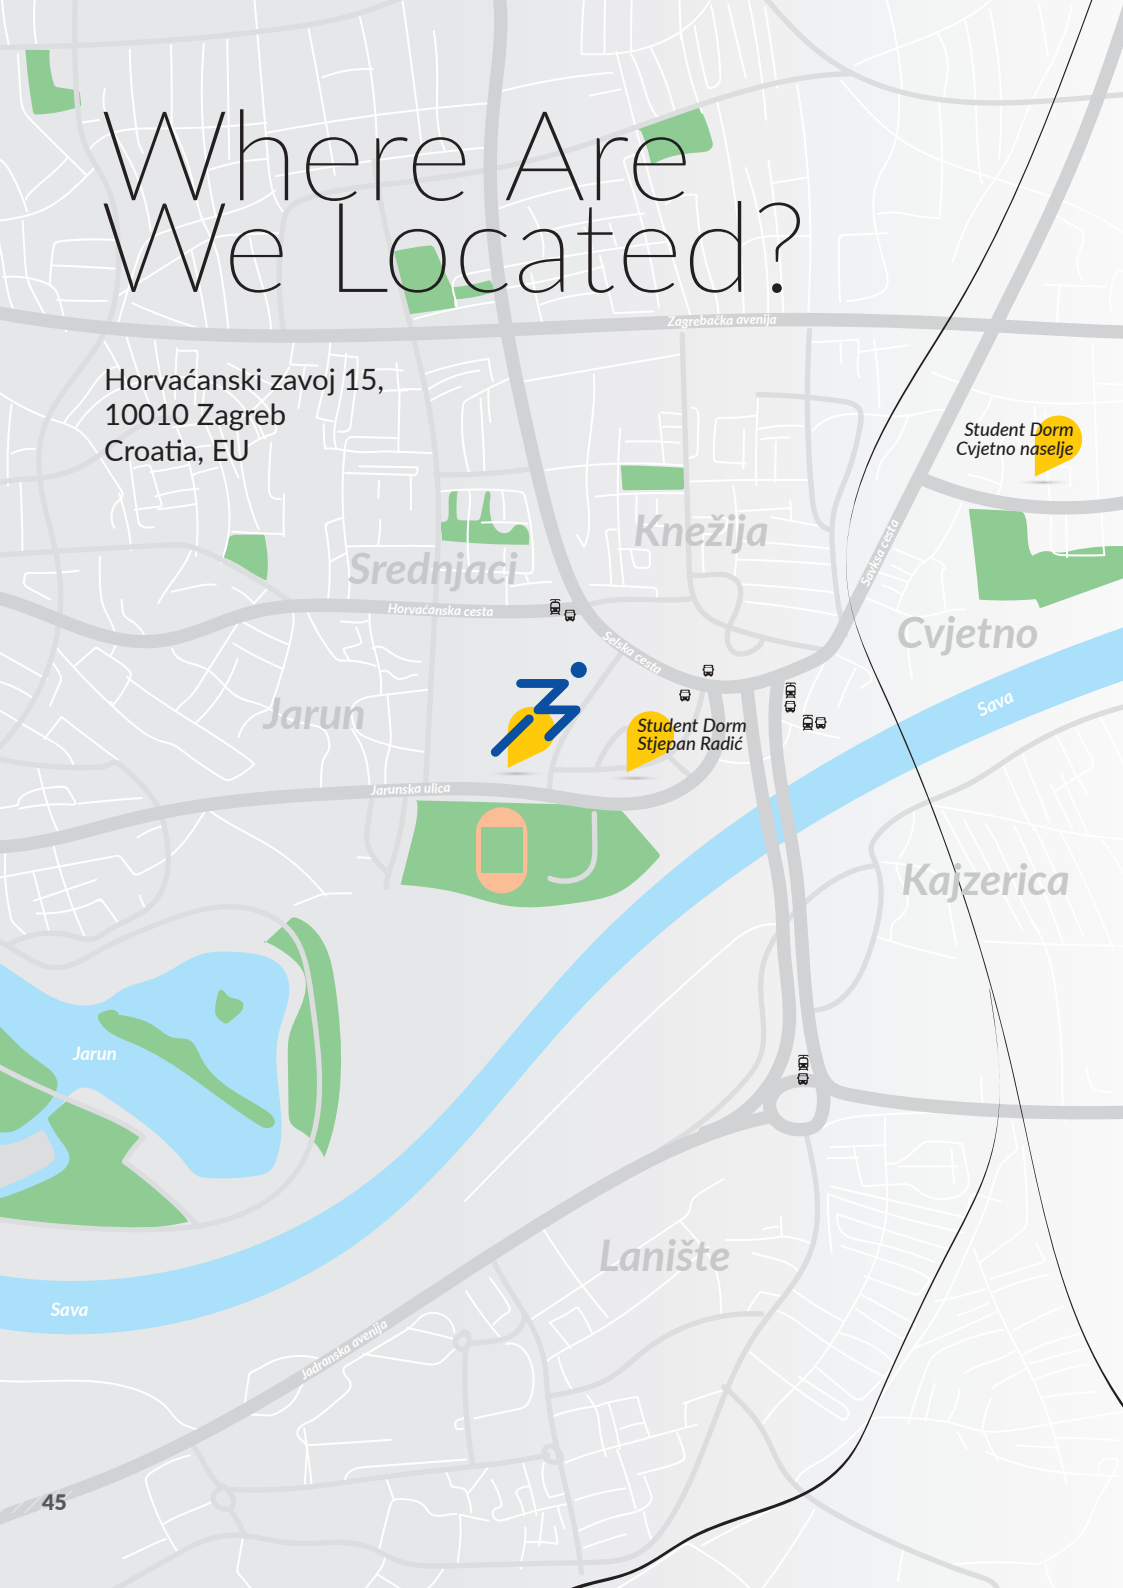 Where Are
We Located?
Zagrebačka avenija
Horvaćanski zavoj 15,
10010 Zagreb
Croatia, EU
Student Dorm
Cvjetno naselje
Knežija
Srednjaci
Savksa cesta
Horvaćanska cesta
Cvjetno
Selska cesta
Sava
Jarun
Student Dorm
Stjepan Radić
Jarunska ulica
Kajzerica
Jarun
Lanište
Sava
Jadranska avenija
45